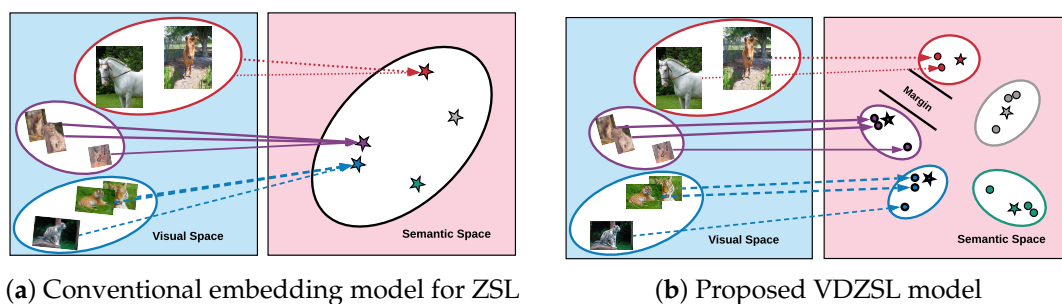 Visual Space
Semantic Space
Margin
Visual Space
Semantic Space
(a) Conventional embedding model for ZSL
(b) Proposed VDZSL model